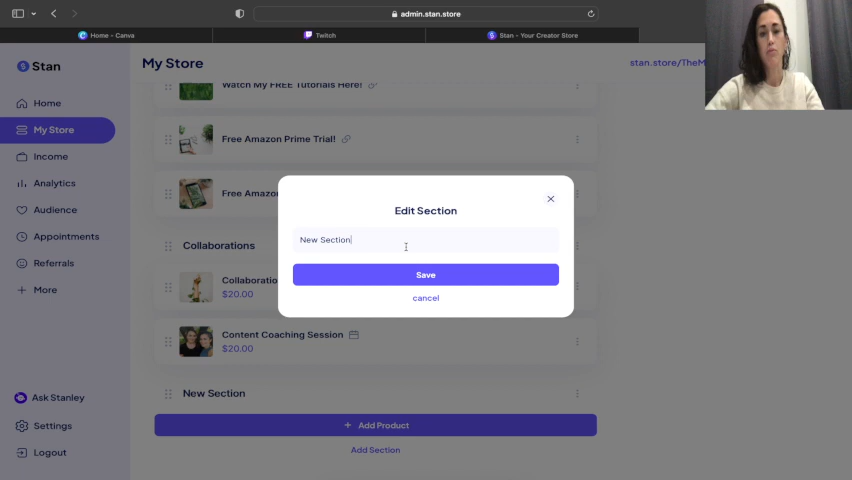 admin.stan.store
Home - Canva
Twitch
Stan - Your Creator Store
Stan
My Store
stan.store/TheM
Home
My Store
Income
Analytics
Audience
Appointments
Referrals
More
Ask Stanley
Settings
Logout
Watch My FREE Tutorials Here!
Free Amazon Prime Trial!
Free Amazon
Collaborations
Collaboratio
$20.00
Content Coaching Session
$20.00
New Section
+ Add Product
Add Section
Edit Section
New Section
Save
cancel